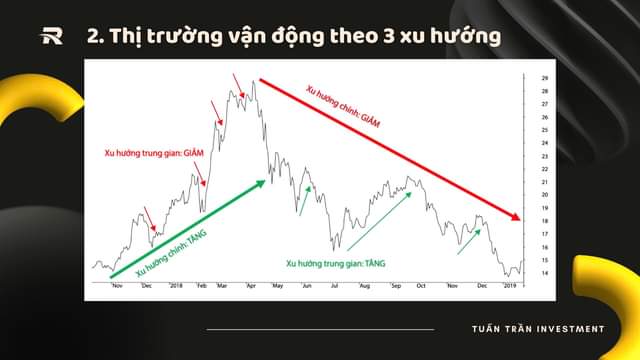 2. Thị trường vận động theo 3 xu hướng
Xu hướng chính: GIẢM
Xu hướng trung gian: GIẢM
Xu hướng chính: TĂNG
Xu hướng trung gian: TĂNG
29
28
27
26
25
24
23
22
21
20
19
18
17
16
15
14
Nov Dec 2018 Feb Mar Apr May Jun Jul Aug Sep Oct Nov Dec 2019
TUẤN TRẦN INVESTMENT